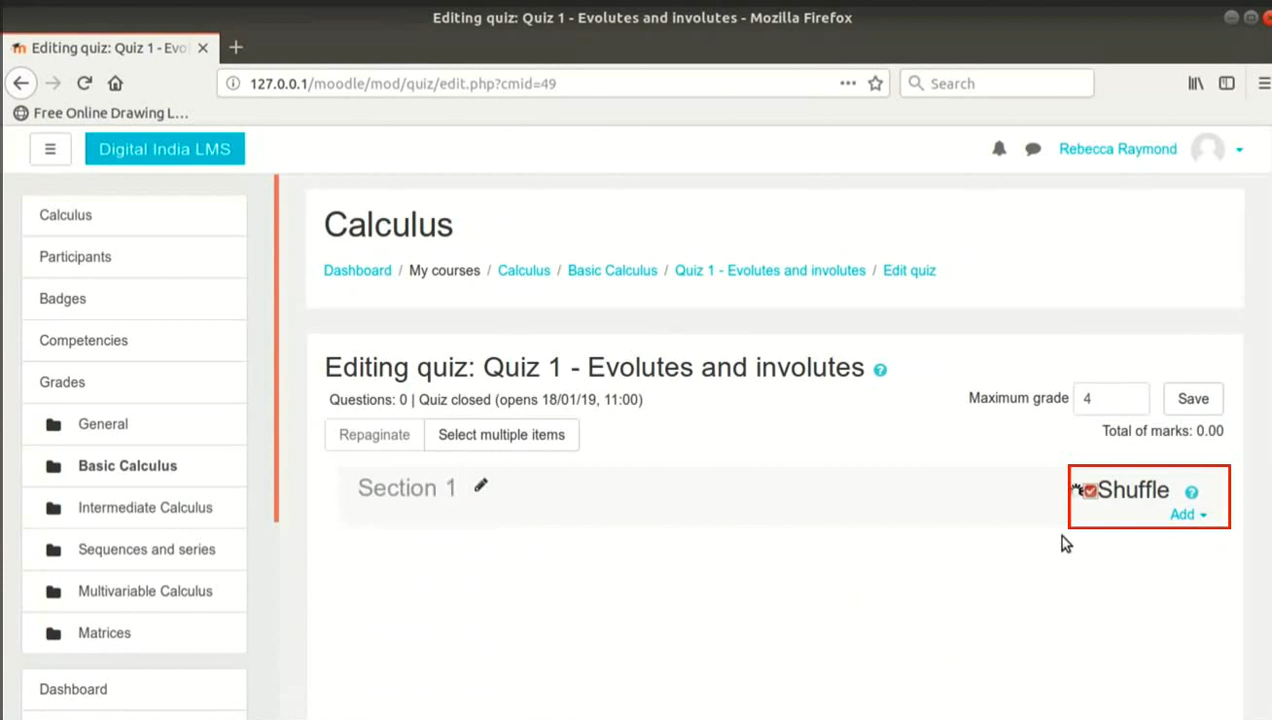 Editing quiz: Quiz 1 - Evolutes and involutes - Mozilla Firefox
Editing quiz: Quiz 1 - Evo
127.0.0.1/moodle/mod/quiz/edit.php?cmid=49
Search
Free Online Drawing L...
Digital India LMS
Rebecca Raymond
Calculus
Participants
Badges
Competencies
Grades
General
Basic Calculus
Intermediate Calculus
Sequences and series
Multivariable Calculus
Matrices
Dashboard
Calculus
Dashboard / My courses / Calculus / Basic Calculus / Quiz 1 - Evolutes and involutes / Edit quiz
Editing quiz: Quiz 1 - Evolutes and involutes
Questions: 0 | Quiz closed (opens 18/01/19, 11:00)
Maximum grade 4 Save
Total of marks: 0.00
Repaginate Select multiple items
Section 1
Shuffle
Add